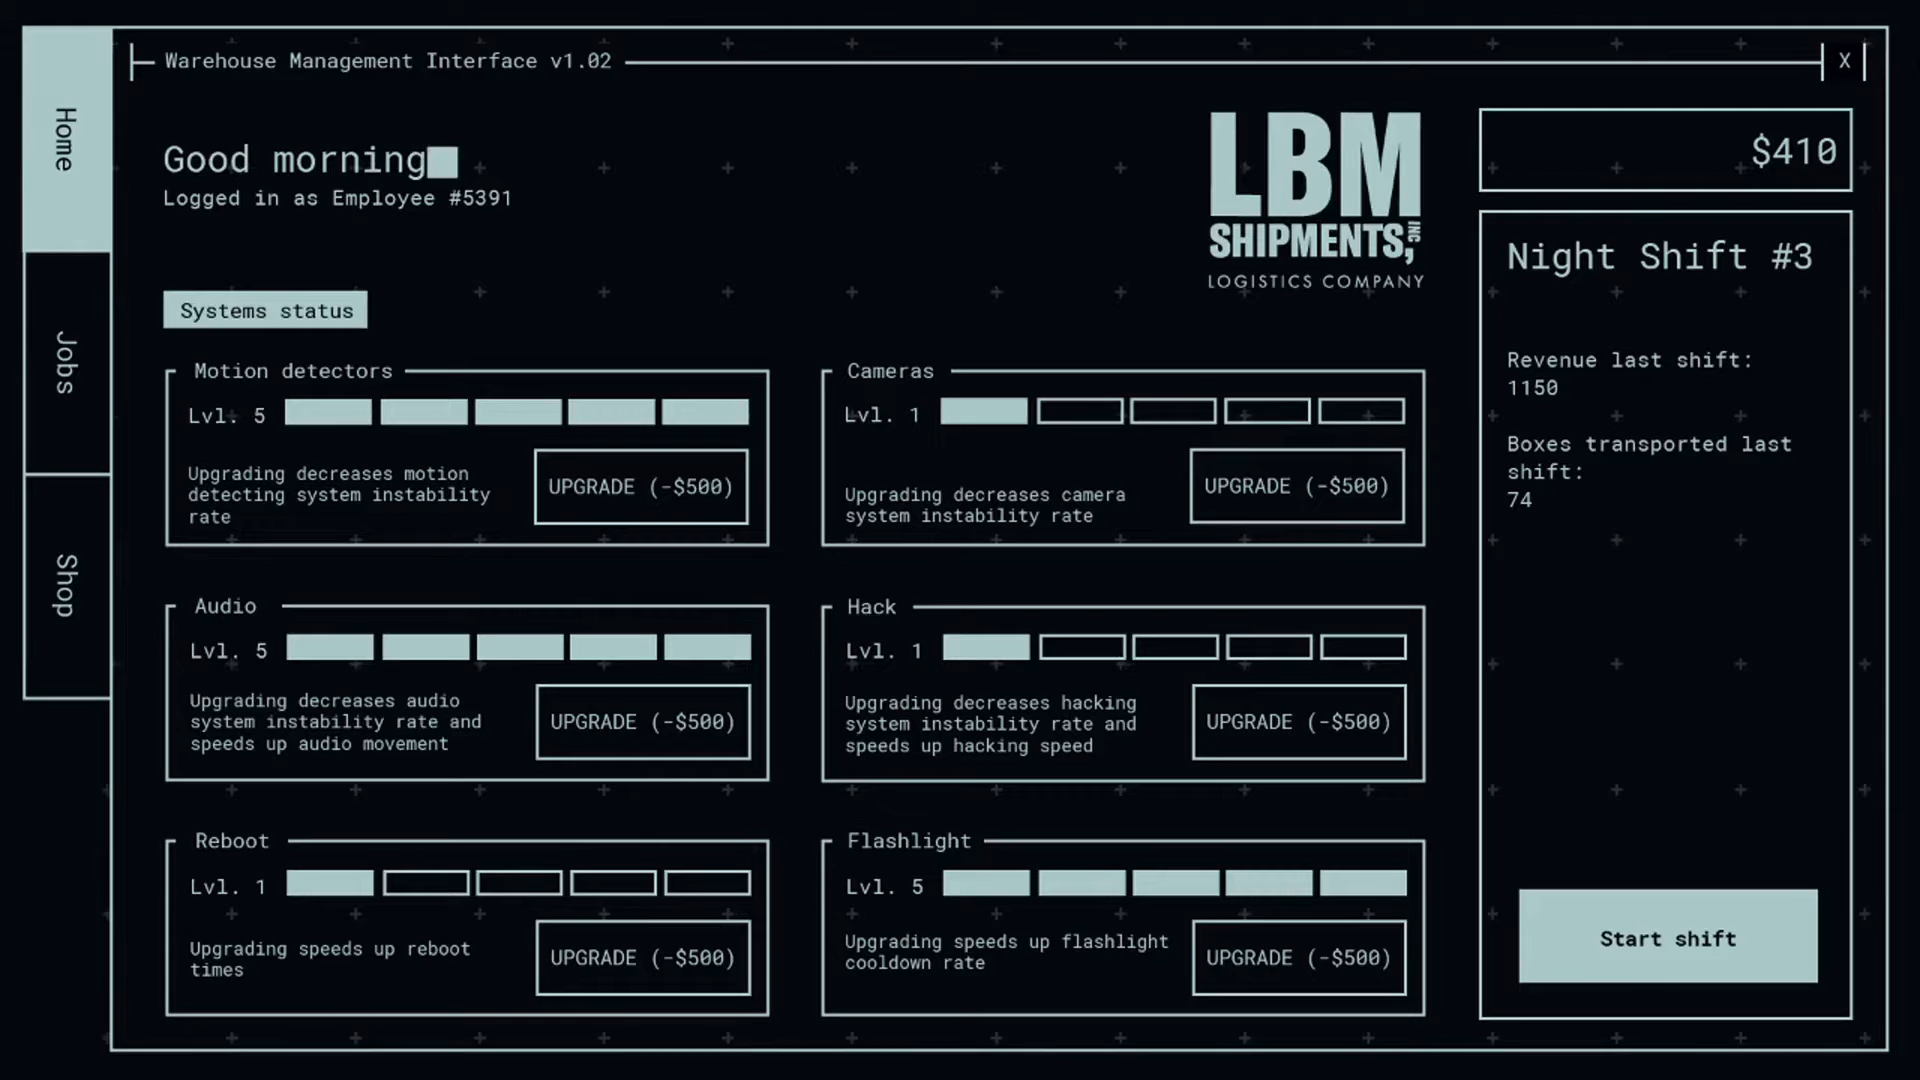 Warehouse Management Interface v1.02
X
Home
Jobs
Shop
Good morning
Logged in as Employee #5391
LBM
SHIPMENTS, INC
LOGISTICS COMPANY
$410
Systems status
Motion detectors
Lvl. 5
Upgrading decreases motion
detecting system instability
rate
UPGRADE (-$500)
Cameras
Lvl. 1
Upgrading decreases camera
system instability rate
UPGRADE (-$500)
Audio
Lvl. 5
Upgrading decreases audio
system instability rate and
speeds up audio movement
UPGRADE (-$500)
Hack
Lvl. 1
Upgrading decreases hacking
system instability rate and
speeds up hacking speed
UPGRADE (-$500)
Reboot
Lvl. 1
Upgrading speeds up reboot
times
UPGRADE (-$500)
Flashlight
Lvl. 5
Upgrading speeds up flashlight
cooldown rate
UPGRADE (-$500)
Night Shift #3
Revenue last shift:
1150
Boxes transported last
shift:
74
Start shift